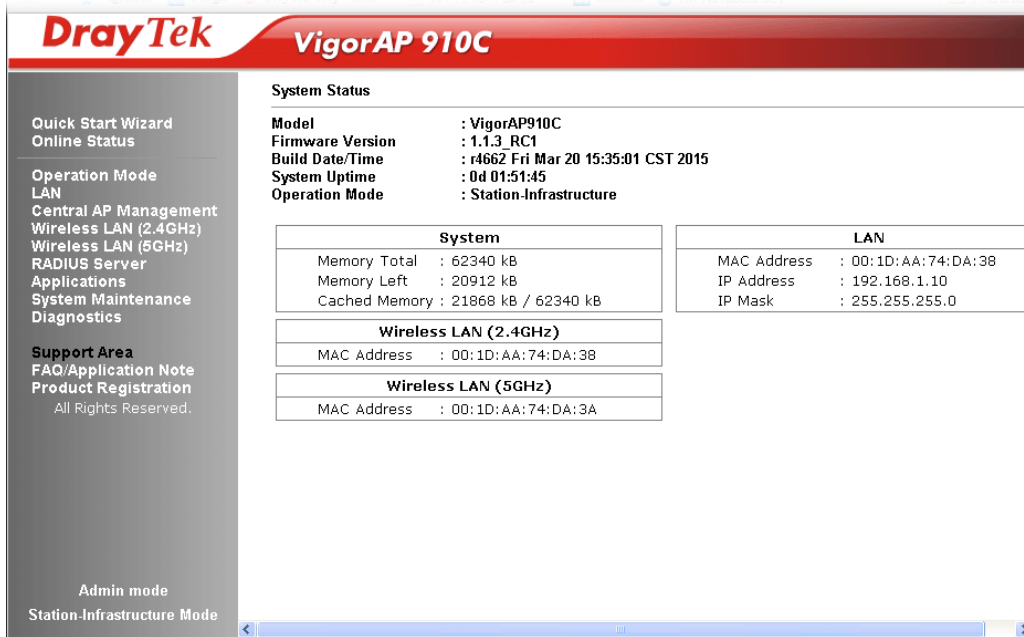 DrayTek
VigorAP 910C
Quick Start Wizard
Online Status
Operation Mode
LAN
Central AP Management
Wireless LAN (2.4GHz)
Wireless LAN (5GHz)
RADIUS Server
Applications
System Maintenance
Diagnostics
Support Area
FAQ/Application Note
Product Registration
All Rights Reserved.
Admin mode
Station-Infrastructure Mode
System Status
Model : VigorAP910C
Firmware Version : 1.1.3_RC1
Build Date/Time : r4662 Fri Mar 20 15:35:01 CST 2015
System Uptime : 0d 01:51:45
Operation Mode : Station-Infrastructure
System
Memory Total : 62340 kB
Memory Left : 20912 kB
Cached Memory : 21868 kB / 62340 kB
Wireless LAN (2.4GHz)
MAC Address : 00:1D:AA:74:DA:38
Wireless LAN (5GHz)
MAC Address : 00:1D:AA:74:DA:3A
LAN
MAC Address : 00:1D:AA:74:DA:38
IP Address : 192.168.1.10
IP Mask : 255.255.255.0